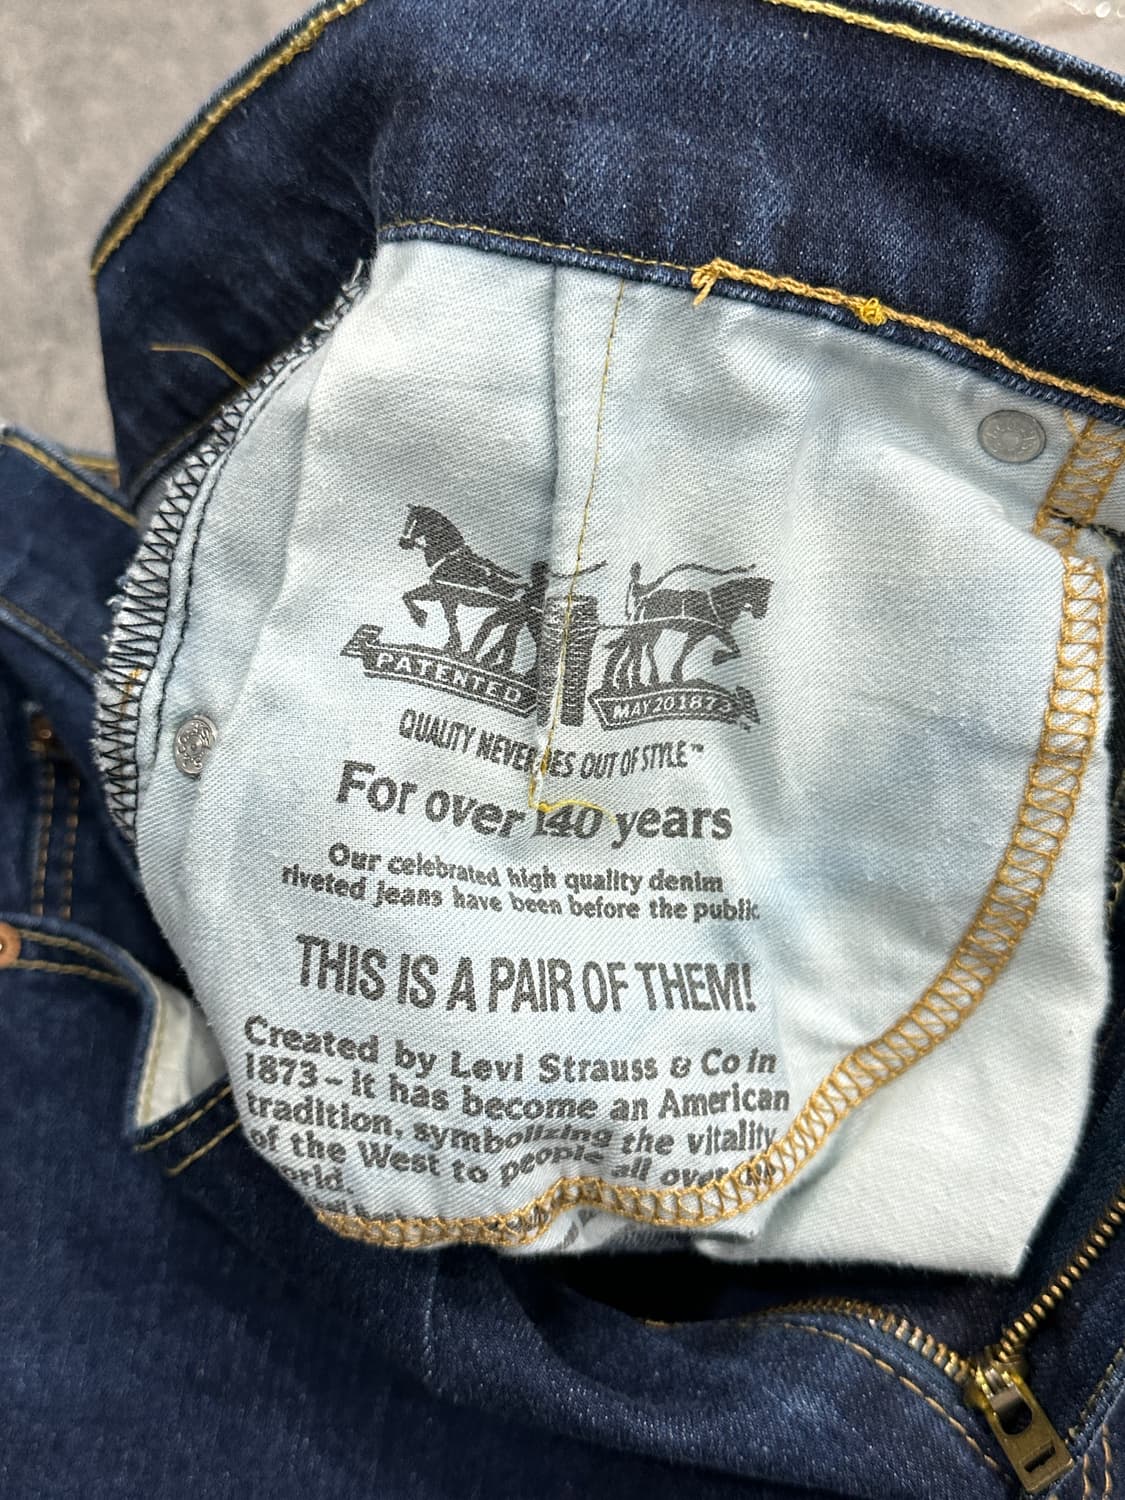 PATENTED
MAY 20 1873
QUALITY NEVER ES OUT OF STYLE™
For over 140 years
Our celebrated high quality denim
riveted jeans have been before the public
THIS IS A PAIR OF THEM!
Created by Levi Strauss & Co in
1873 – it has become an American
tradition, symbolizing the vitality
of the West to people all over
orld.